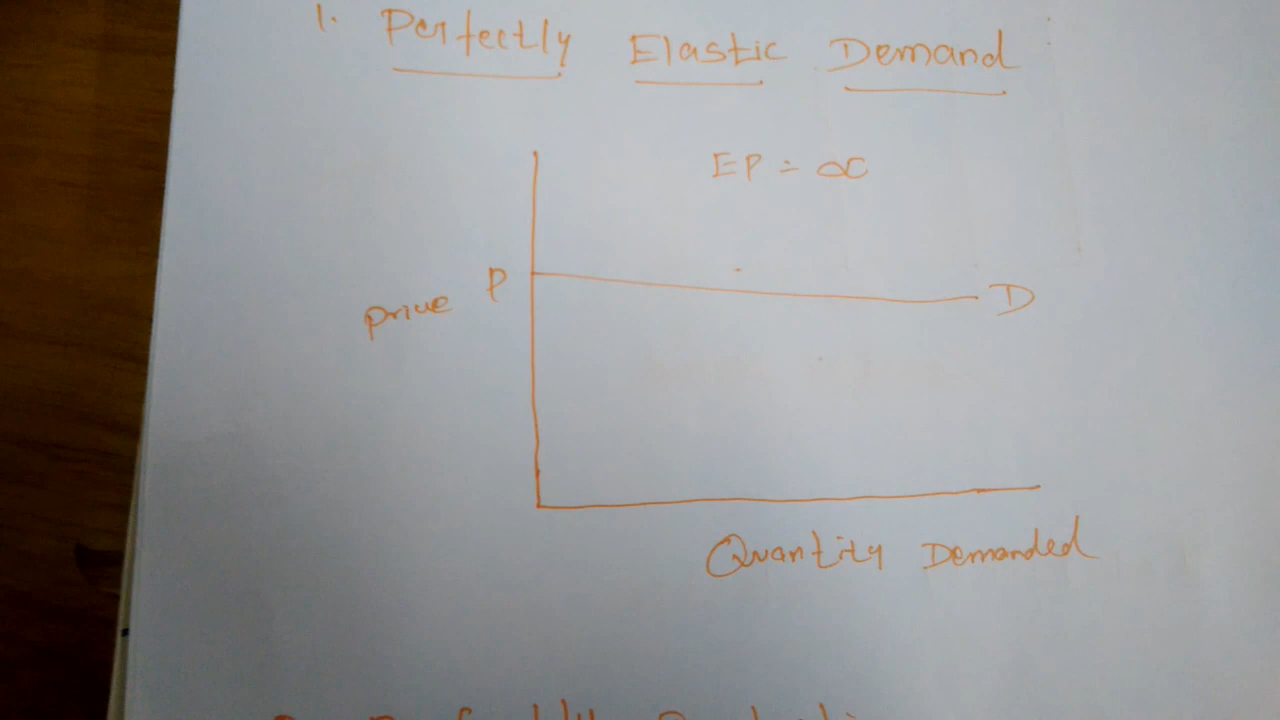 1. Perfectly Elastic Demand
EP = ∝
P
price
D
Quantity Demanded